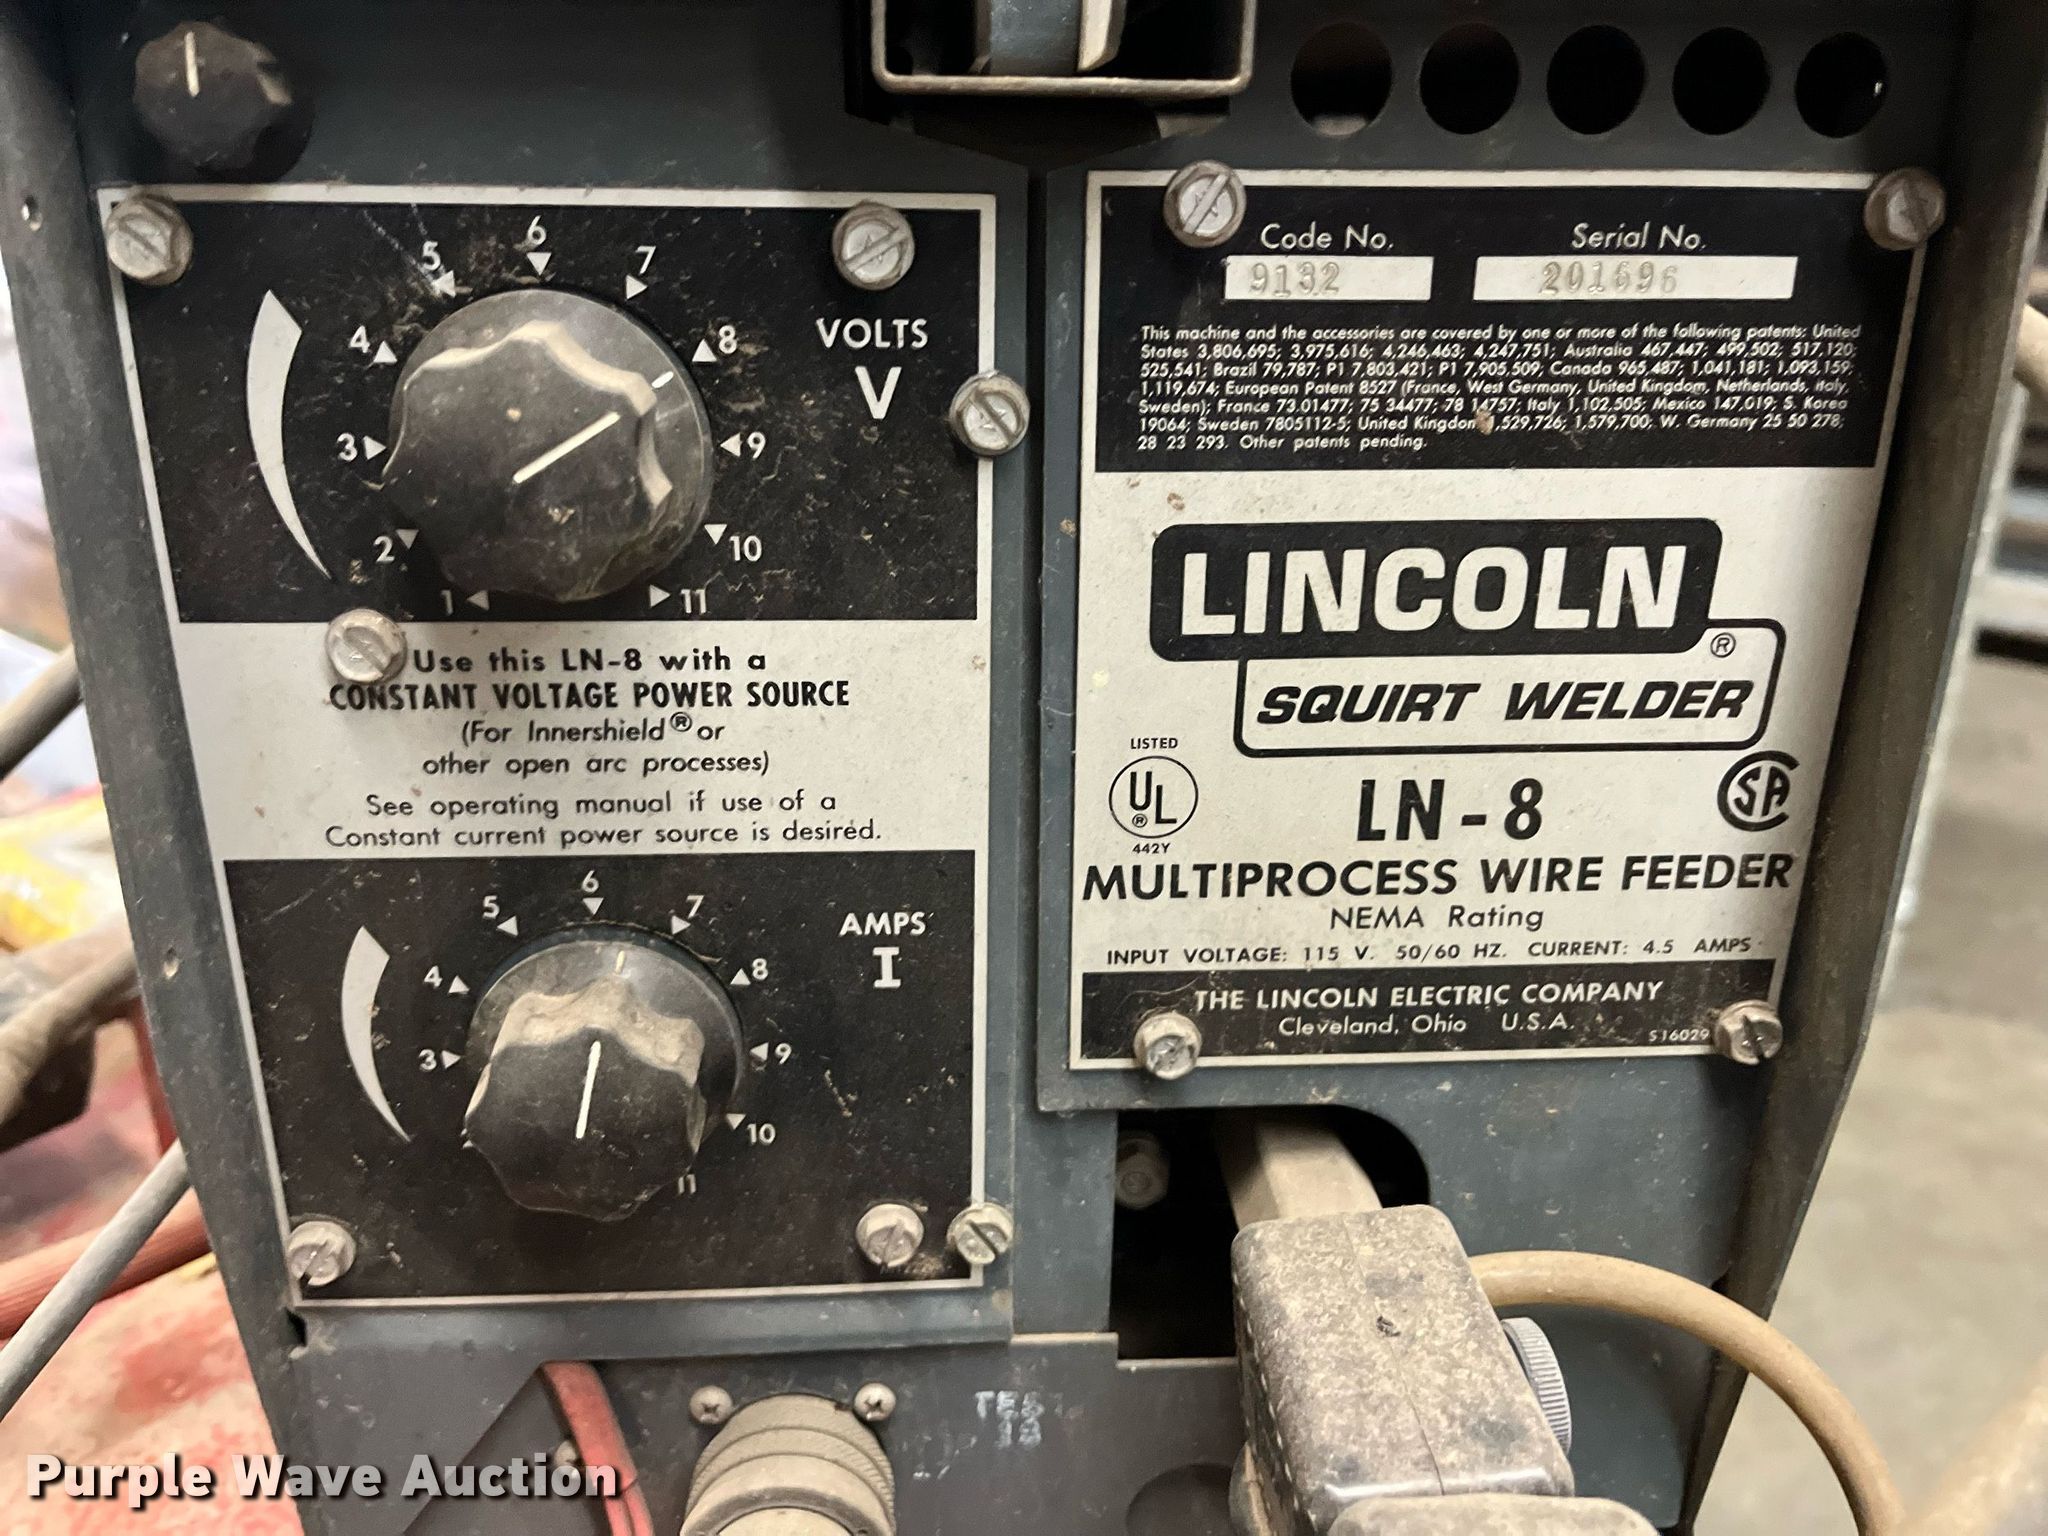 5
6
7
4
8
3
9
2
10
1
11
VOLTS
V
Use this LN-8 with a
CONSTANT VOLTAGE POWER SOURCE
(For Innershield® or
other open arc processes)
See operating manual if use of a
Constant current power source is desired.
5
6
7
4
8
3
9
10
11
AMPS
I
Code No. Serial No.
9132 201696
This machine and the accessories are covered by one or more of the following patents: United
States 3,806,695; 3,975,616; 4,246,463; 4,247,751; Australia 467,447; 499,502; 517,120;
525,541; Brazil 79,787; P1 7,803,421; P1 7,905,509; Canada 965,487; 1,041,181; 1,093,159;
1,119,674; European Patent 8527 (France, West Germany, United Kingdom, Netherlands, Italy,
Sweden); France 73.01477; 75 34477; 78 14757; Italy 1,102,505; Mexico 147,019; S. Korea
19064; Sweden 7805112-5; United Kingdom 1,529,726; 1,579,700; W. Germany 25 50 278;
28 23 293. Other patents pending.
LINCOLN®
SQUIRT WELDER
LISTED
UL®
442Y
LN-8
SA
MULTIPROCESS WIRE FEEDER
NEMA Rating
INPUT VOLTAGE: 115 V. 50/60 HZ. CURRENT: 4.5 AMPS
THE LINCOLN ELECTRIC COMPANY
Cleveland, Ohio U.S.A. S16029
Purple Wave Auction